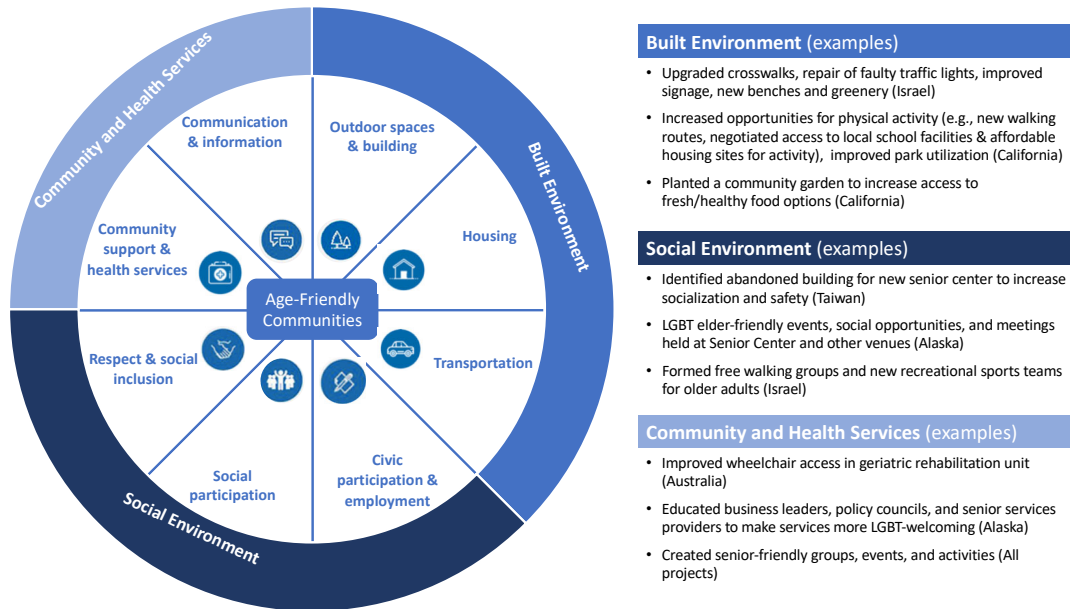 Community and Health Services
Built Environment
Social Environment
Communication
& information
Outdoor spaces
& building
Community
support &
health services
Housing
Age-Friendly
Communities
Respect & social
inclusion
Transportation
Social
participation
Civic
participation &
employment
Built Environment (examples)
• Upgraded crosswalks, repair of faulty traffic lights, improved
signage, new benches and greenery (Israel)
• Increased opportunities for physical activity (e.g., new walking
routes, negotiated access to local school facilities & affordable
housing sites for activity), improved park utilization (California)
• Planted a community garden to increase access to
fresh/healthy food options (California)
Social Environment (examples)
• Identified abandoned building for new senior center to increase
socialization and safety (Taiwan)
• LGBT elder-friendly events, social opportunities, and meetings
held at Senior Center and other venues (Alaska)
• Formed free walking groups and new recreational sports teams
for older adults (Israel)
Community and Health Services (examples)
• Improved wheelchair access in geriatric rehabilitation unit
(Australia)
• Educated business leaders, policy councils, and senior services
providers to make services more LGBT-welcoming (Alaska)
• Created senior-friendly groups, events, and activities (All
projects)